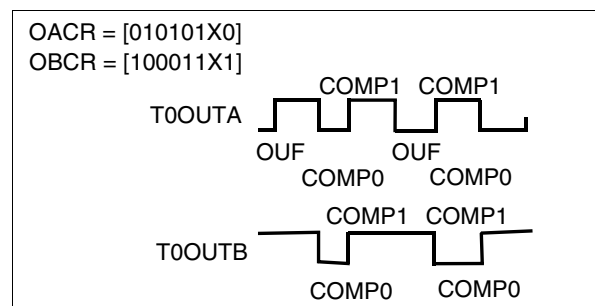 OACR = [010101X0]
OBCR = [100011X1]
COMP1 COMP1
T0OUTA
OUF OUF
COMP0 COMP0
COMP1 COMP1
T0OUTB
COMP0 COMP0